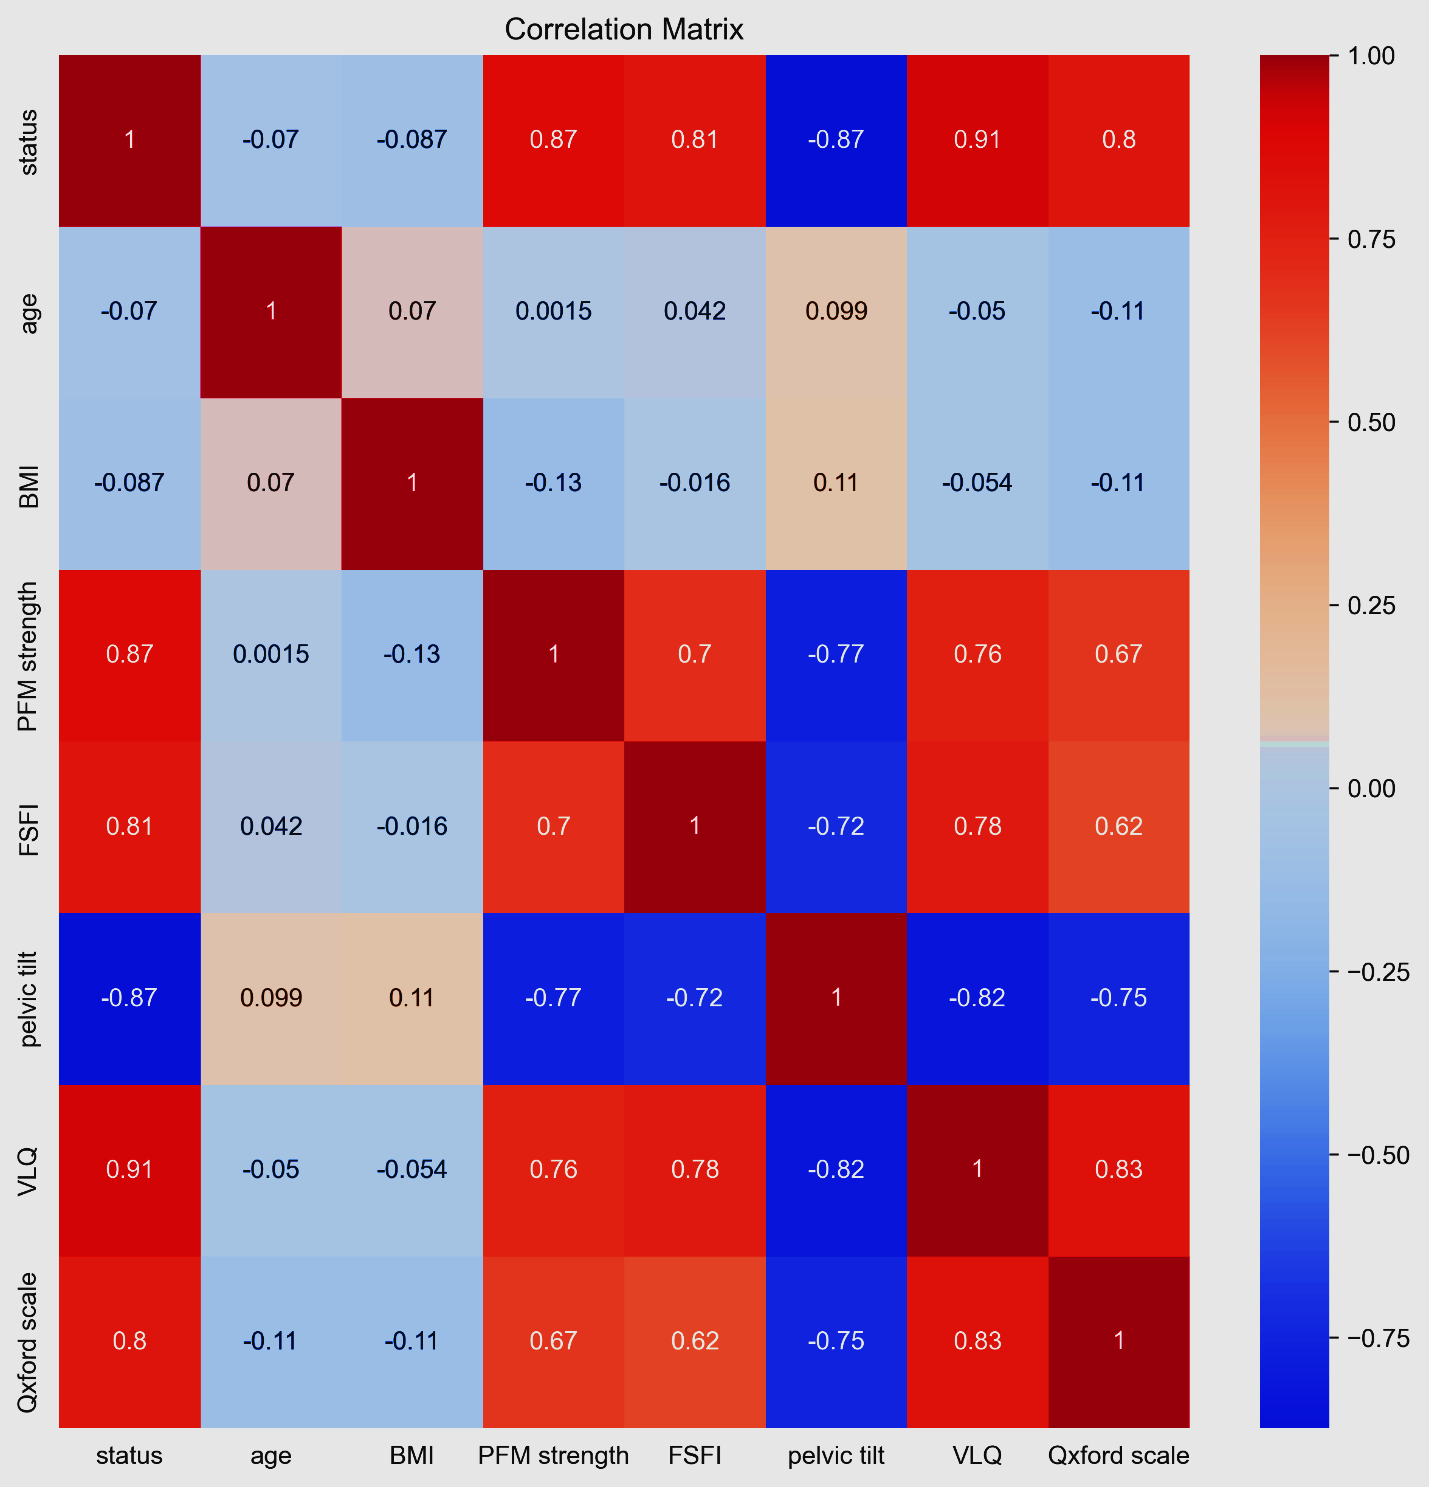 Correlation Matrix
status 1 -0.07 -0.087 0.87 0.81 -0.87 0.91 0.8
age -0.07 1 0.07 0.0015 0.042 0.099 -0.05 -0.11
BMI -0.087 0.07 1 -0.13 -0.016 0.11 -0.054 -0.11
PFM strength 0.87 0.0015 -0.13 1 0.7 -0.77 0.76 0.67
FSFI 0.81 0.042 -0.016 0.7 1 -0.72 0.78 0.62
pelvic tilt -0.87 0.099 0.11 -0.77 -0.72 1 -0.82 -0.75
VLQ 0.91 -0.05 -0.054 0.76 0.78 -0.82 1 0.83
Qxford scale 0.8 -0.11 -0.11 0.67 0.62 -0.75 0.83 1
status age BMI PFM strength FSFI pelvic tilt VLQ Qxford scale
1.00
0.75
0.50
0.25
0.00
−0.25
−0.50
−0.75